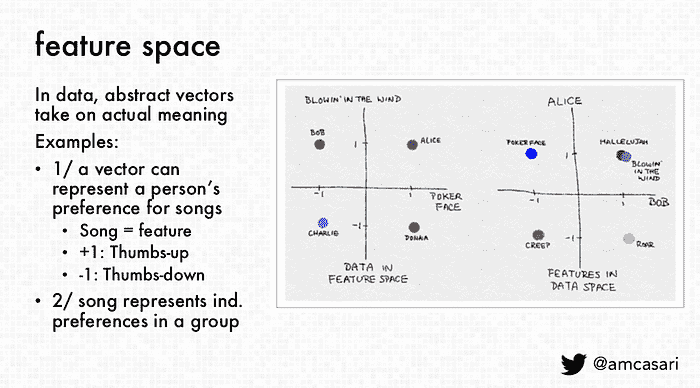 feature space
In data, abstract vectors
take on actual meaning
Examples:
• 1/ a vector can
represent a person's
preference for songs
• Song = feature
• +1: Thumbs-up
• -1: Thumbs-down
• 2/ song represents ind.
preferences in a group
BLOWIN' IN THE WIND
BOB
1
ALICE
-1
1
POKER
FACE
CHARLIE
-1
DONNA
DATA IN
FEATURE SPACE
ALICE
POKER FACE
1
HALLELUJAH
BLOWIN'
IN THE
WIND
-1
1
BOB
CREEP
-1
ROAR
FEATURES IN
DATA SPACE
@amcasari